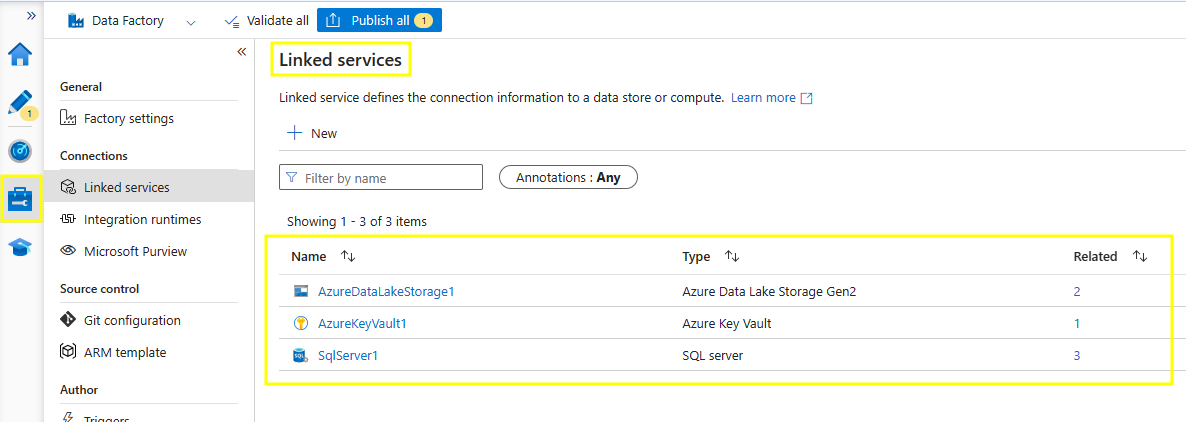 Data Factory
Validate all
Publish all 1
1
General
Factory settings
Connections
Linked services
Integration runtimes
Microsoft Purview
Source control
Git configuration
ARM template
Author
Triggers
Linked services
Linked service defines the connection information to a data store or compute. Learn more
New
Filter by name
Annotations : Any
Showing 1 - 3 of 3 items
Name Type Related
AzureDataLakeStorage1 Azure Data Lake Storage Gen2 2
AzureKeyVault1 Azure Key Vault 1
SQL SqlServer1 SQL server 3